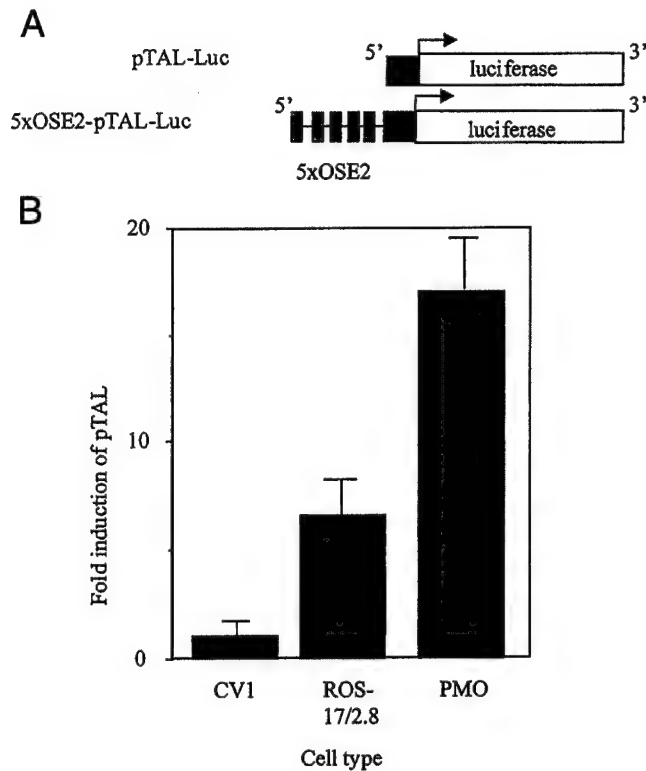 A
pTAL-Luc
5’
3’
luciferase
5xOSE2-pTAL-Luc
5’
3’
luciferase
5xOSE2
B
Fold induction of pTAL
20
10
0
CV1
ROS-
17/2.8
PMO
Cell type